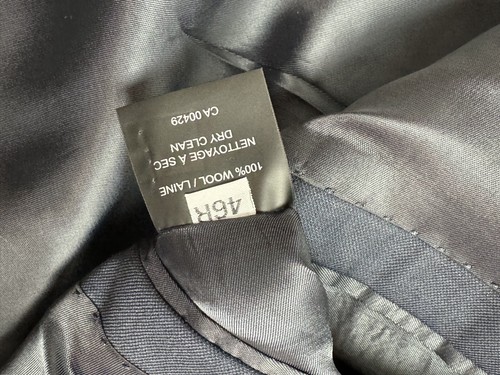 46R
100% WOOL / LAINE
DRY CLEAN
NETTOYAGE À SEC
CA 00429